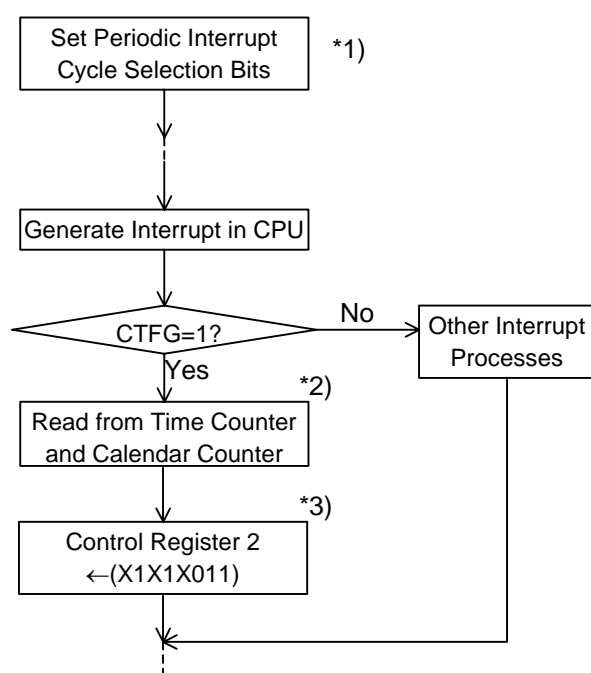 Set Periodic Interrupt
Cycle Selection Bits
*1)
Generate Interrupt in CPU
CTFG=1?
No
Other Interrupt
Processes
Yes
*2)
Read from Time Counter
and Calendar Counter
*3)
Control Register 2
←(X1X1X011)